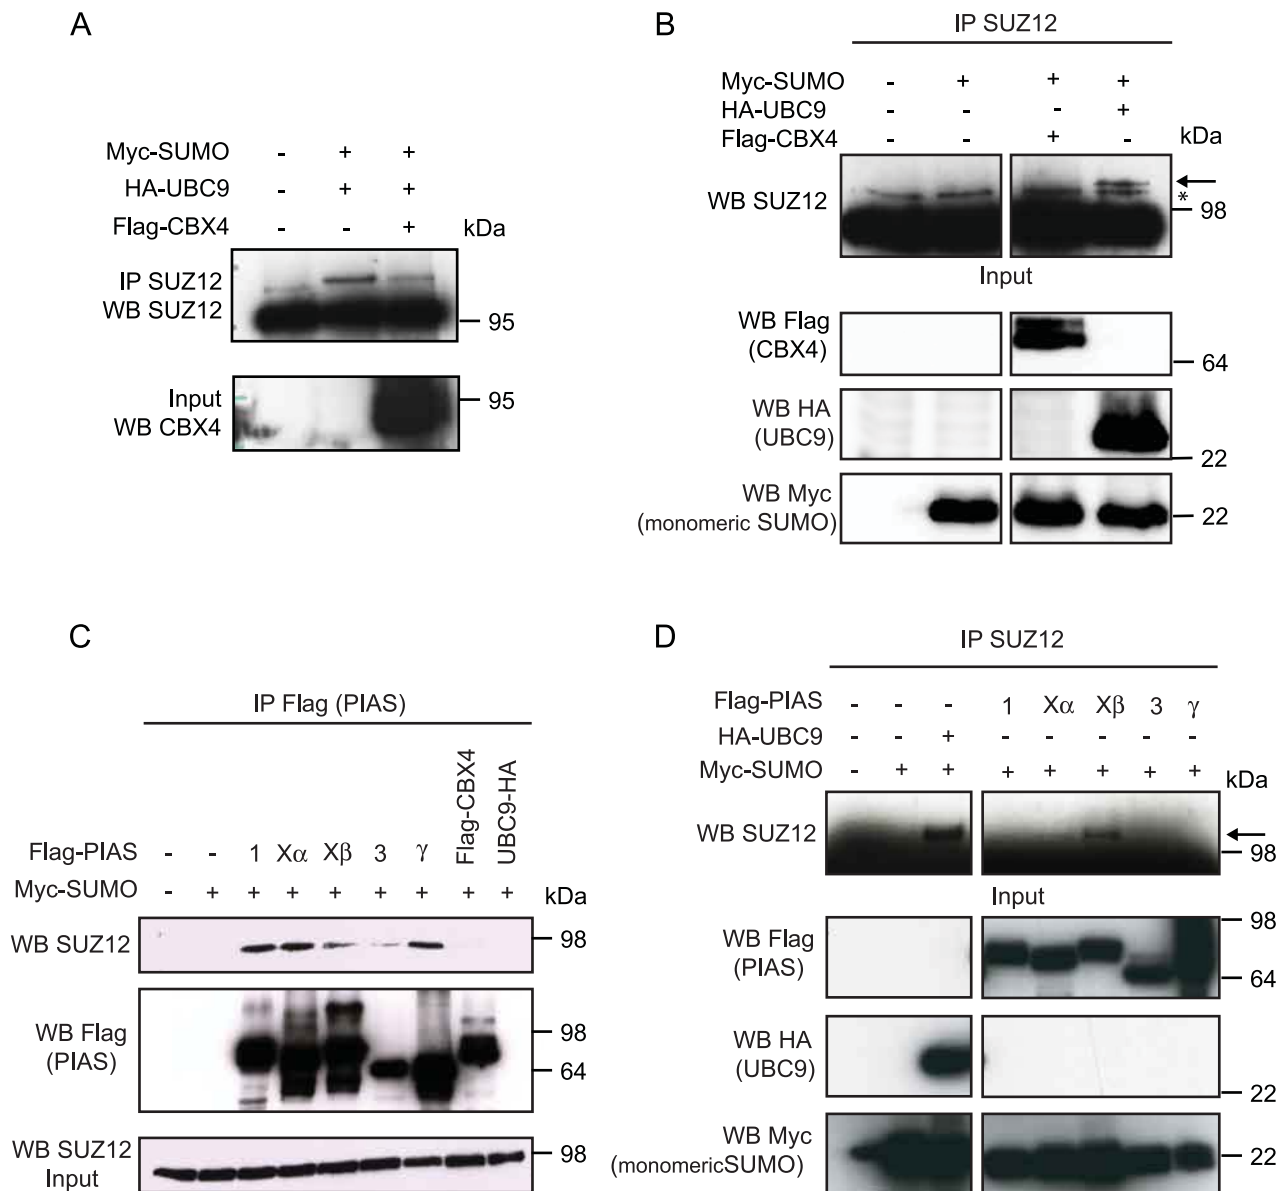 A
Myc-SUMO - + +
HA-UBC9 - + +
Flag-CBX4 - - + kDa
IP SUZ12
WB SUZ12
95
Input
WB CBX4
95
B
IP SUZ12
Myc-SUMO - + + +
HA-UBC9 - - - +
Flag-CBX4 - - + - kDa
WB SUZ12
*
98
Input
WB Flag
(CBX4)
64
WB HA
(UBC9)
22
WB Myc
(monomeric SUMO)
22
C
IP Flag (PIAS)
Flag-CBX4
UBC9-HA
Flag-PIAS - - 1 Xα Xβ 3 γ
Myc-SUMO - + + + + + + + + kDa
WB SUZ12
98
WB Flag
(PIAS)
98
64
WB SUZ12
Input
98
D
IP SUZ12
Flag-PIAS - - - 1 Xα Xβ 3 γ
HA-UBC9 - - + - - - - -
Myc-SUMO - + + + + + + + kDa
WB SUZ12
98
Input
WB Flag
(PIAS)
98
64
WB HA
(UBC9)
22
WB Myc
(monomericSUMO)
22